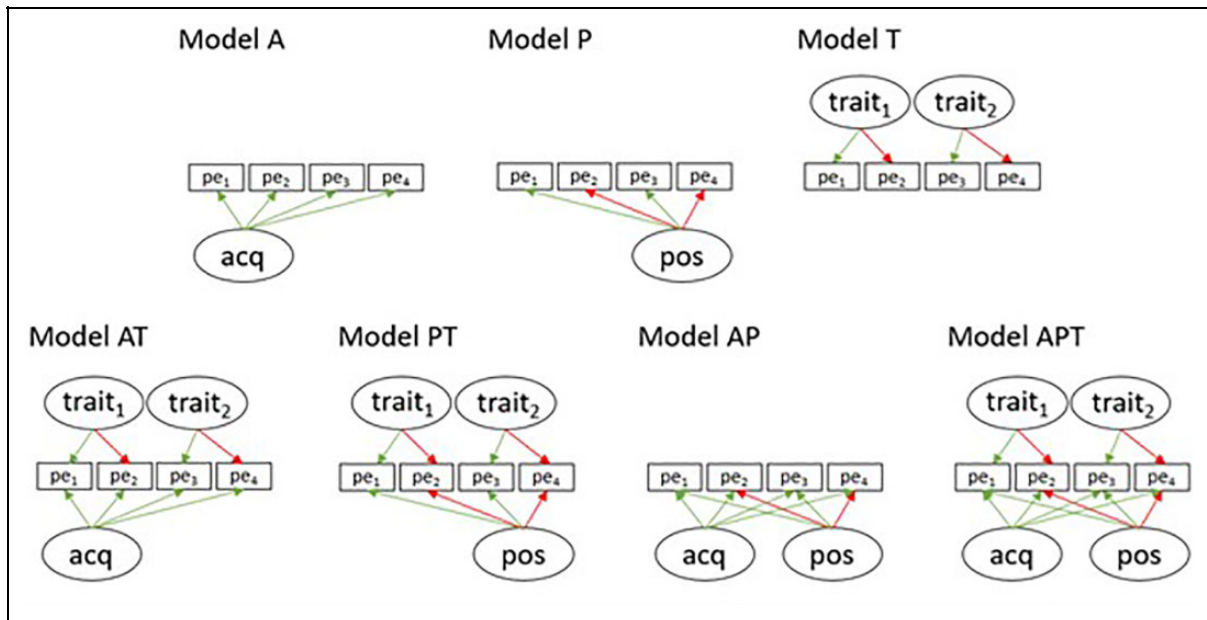 Model A
Model P
Model T
trait₁ trait₂
pe₁ pe₂ pe₃ pe₄
pe₁ pe₂ pe₃ pe₄
pe₁ pe₂ pe₃ pe₄
acq
pos
Model AT
Model PT
Model AP
Model APT
trait₁ trait₂
trait₁ trait₂
trait₁ trait₂
pe₁ pe₂ pe₃ pe₄
pe₁ pe₂ pe₃ pe₄
pe₁ pe₂ pe₃ pe₄
pe₁ pe₂ pe₃ pe₄
acq
pos
acq pos
acq pos